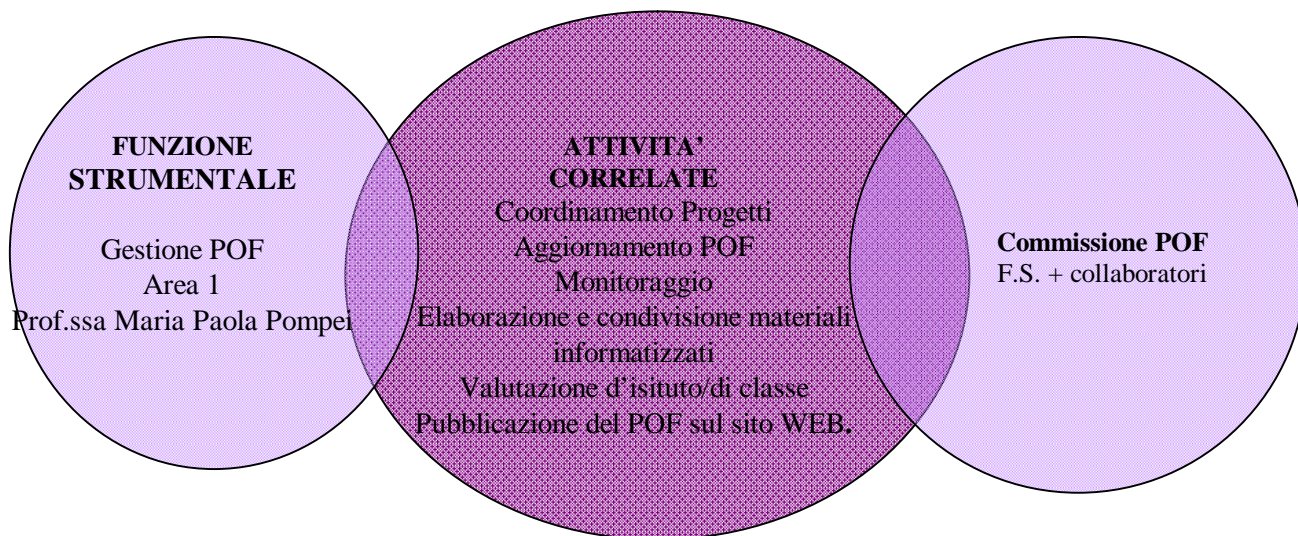 FUNZIONE
STRUMENTALE
Gestione POF
Area 1
Prof.ssa Maria Paola Pompei
ATTIVITA’
CORRELATE
Coordinamento Progetti
Aggiornamento POF
Monitoraggio
Elaborazione e condivisione materiali
informatizzati
Valutazione d’isituto/di classe
Pubblicazione del POF sul sito WEB.
Commissione POF
F.S. + collaboratori